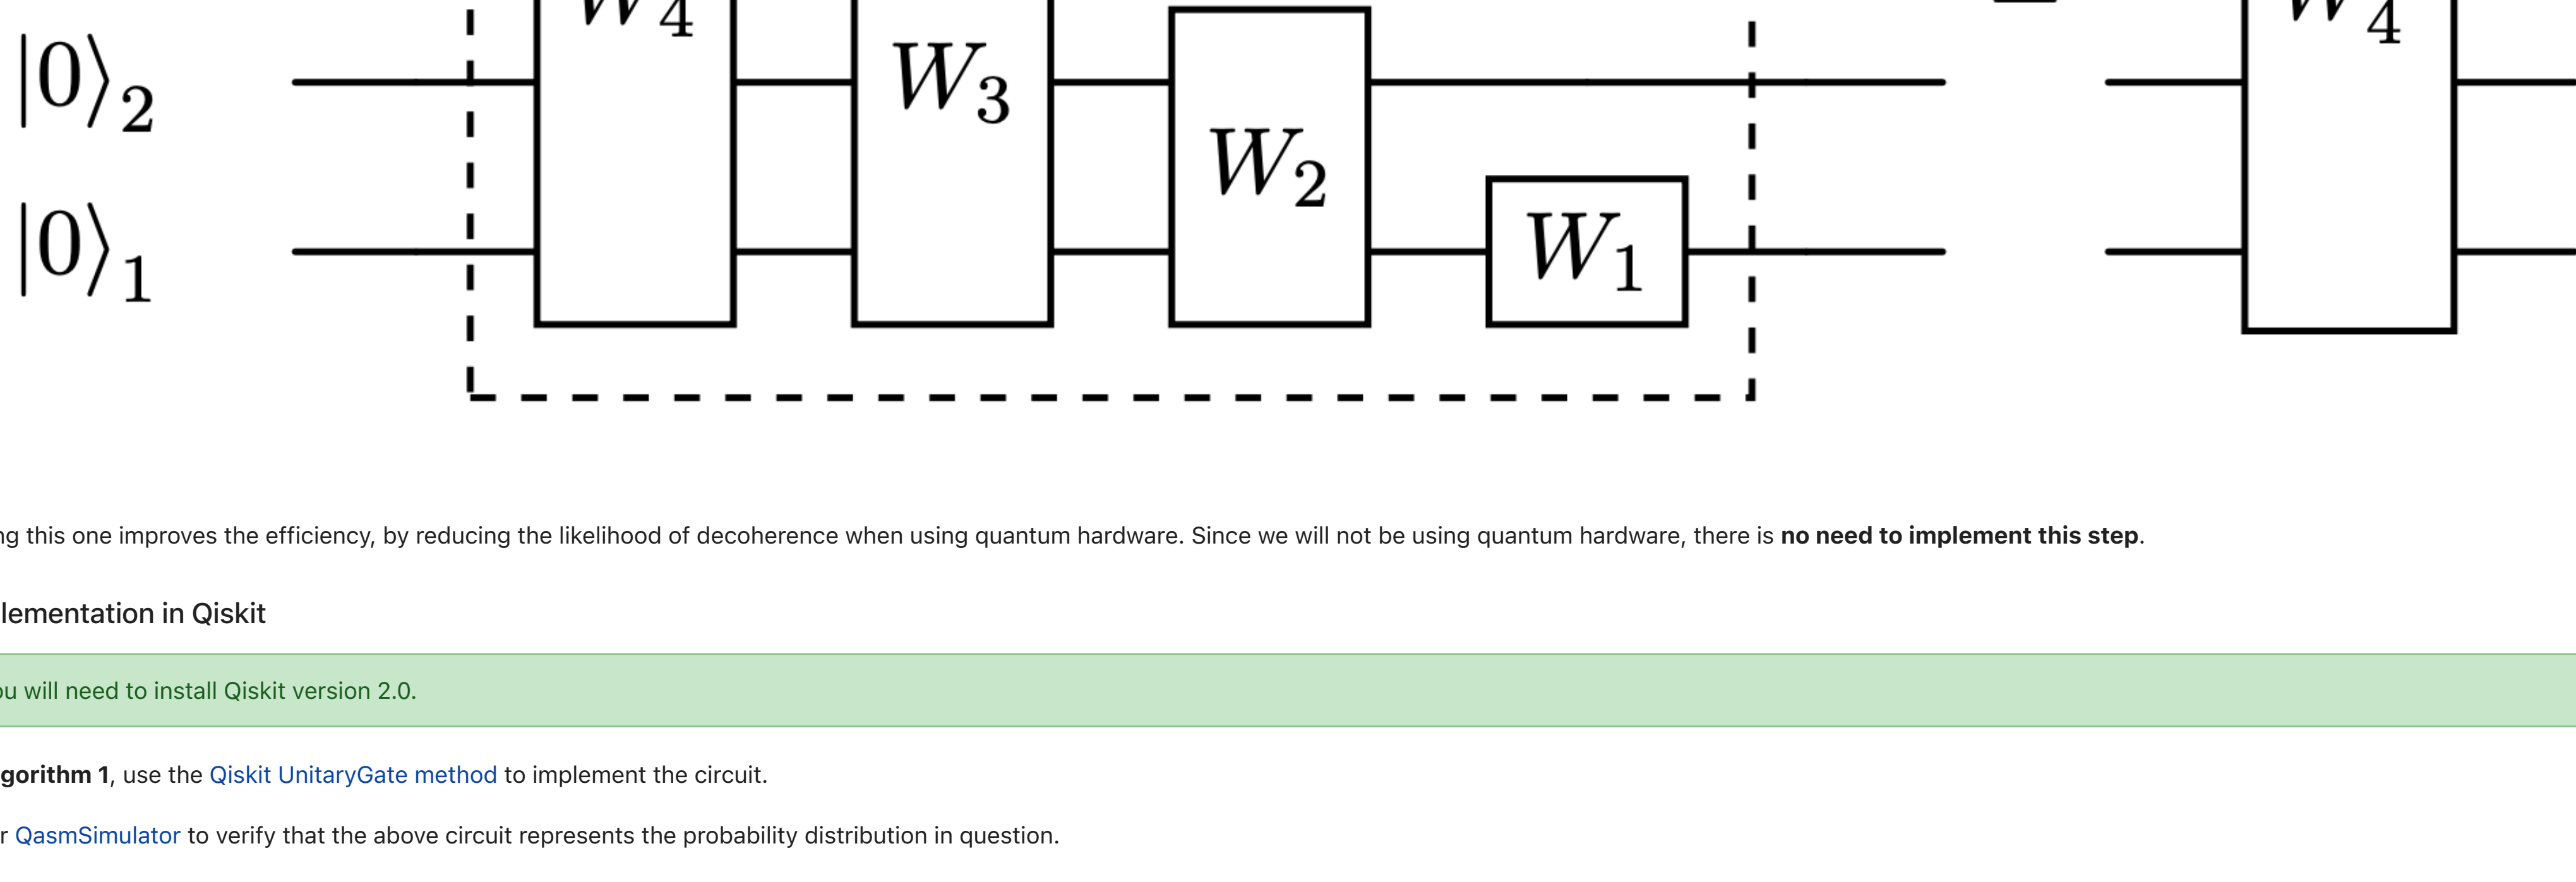 W4 W4
|0⟩2 W3
W2
|0⟩1 W1
this one improves the efficiency, by reducing the likelihood of decoherence when using quantum hardware. Since we will not be using quantum hardware, there is no need to implement this step.
lementation in Qiskit
ou will need to install Qiskit version 2.0.
gorithm 1, use the Qiskit UnitaryGate method to implement the circuit.
r QasmSimulator to verify that the above circuit represents the probability distribution in question.